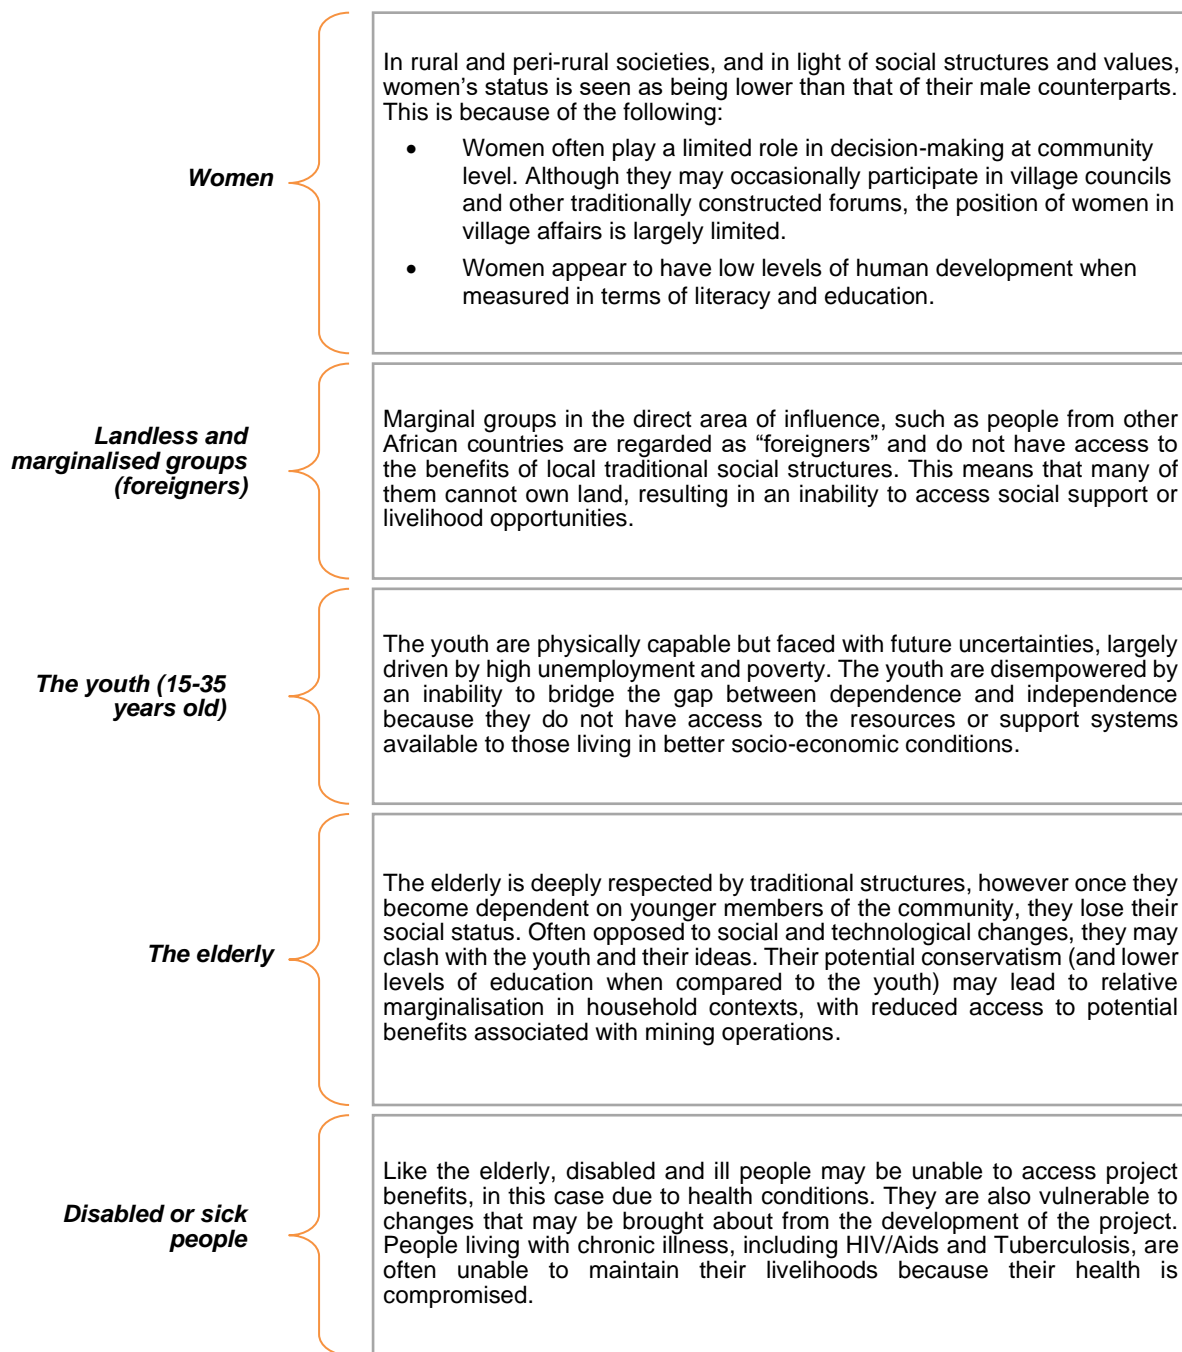 Women
In rural and peri-rural societies, and in light of social structures and values,
women’s status is seen as being lower than that of their male counterparts.
This is because of the following:
• Women often play a limited role in decision-making at community
level. Although they may occasionally participate in village councils
and other traditionally constructed forums, the position of women in
village affairs is largely limited.
• Women appear to have low levels of human development when
measured in terms of literacy and education.
Landless and
marginalised groups
(foreigners)
Marginal groups in the direct area of influence, such as people from other
African countries are regarded as “foreigners” and do not have access to
the benefits of local traditional social structures. This means that many of
them cannot own land, resulting in an inability to access social support or
livelihood opportunities.
The youth (15-35
years old)
The youth are physically capable but faced with future uncertainties, largely
driven by high unemployment and poverty. The youth are disempowered by
an inability to bridge the gap between dependence and independence
because they do not have access to the resources or support systems
available to those living in better socio-economic conditions.
The elderly
The elderly is deeply respected by traditional structures, however once they
become dependent on younger members of the community, they lose their
social status. Often opposed to social and technological changes, they may
clash with the youth and their ideas. Their potential conservatism (and lower
levels of education when compared to the youth) may lead to relative
marginalisation in household contexts, with reduced access to potential
benefits associated with mining operations.
Disabled or sick
people
Like the elderly, disabled and ill people may be unable to access project
benefits, in this case due to health conditions. They are also vulnerable to
changes that may be brought about from the development of the project.
People living with chronic illness, including HIV/Aids and Tuberculosis, are
often unable to maintain their livelihoods because their health is
compromised.